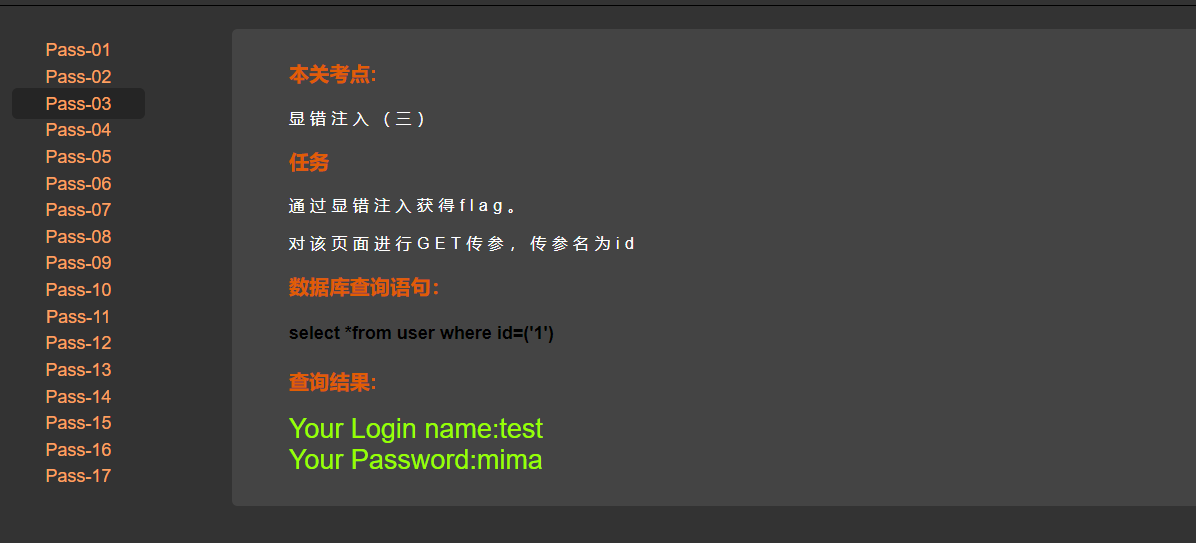 Pass-01
Pass-02
Pass-03
Pass-04
Pass-05
Pass-06
Pass-07
Pass-08
Pass-09
Pass-10
Pass-11
Pass-12
Pass-13
Pass-14
Pass-15
Pass-16
Pass-17
本关考点:
显错注入 (三)
任务
通过显错注入获得flag。
对该页面进行GET传参, 传参名为id
数据库查询语句:
select *from user where id=('1')
查询结果:
Your Login name:test
Your Password:mima